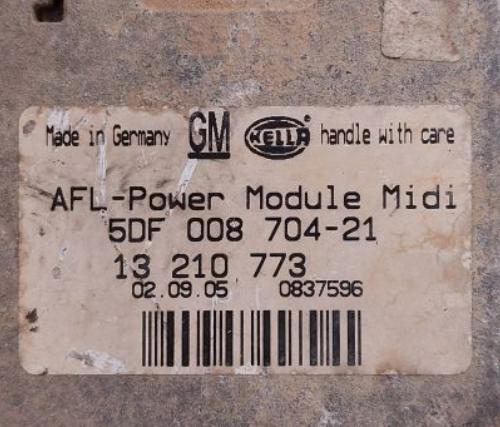 Made in Germany GM HELLA handle with care
AFL-Power Module Midi
5DF 008 704-21
13 210 773
02.09.05 0837596